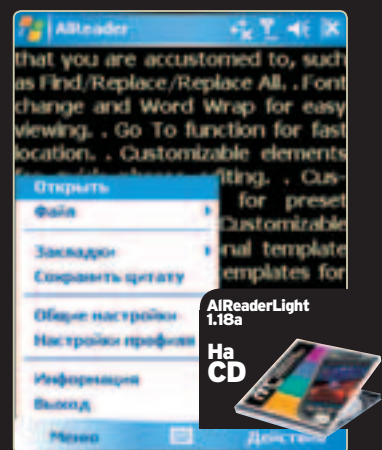 AlReader
that you are accustomed to, such
as Find/Replace/Replace All. . Font
change and Word Wrap for easy
viewing. . Go To function for fast
location. . Customizable elements
iting. . Cus-
for preset
Customizable
nal template
emplates for
Открыть
Файл
Закладки
Сохранить цитату
Общие настройки
Настройки профиля
Информация
Выход
Меню
AlReaderLight
1.18a
На
CD